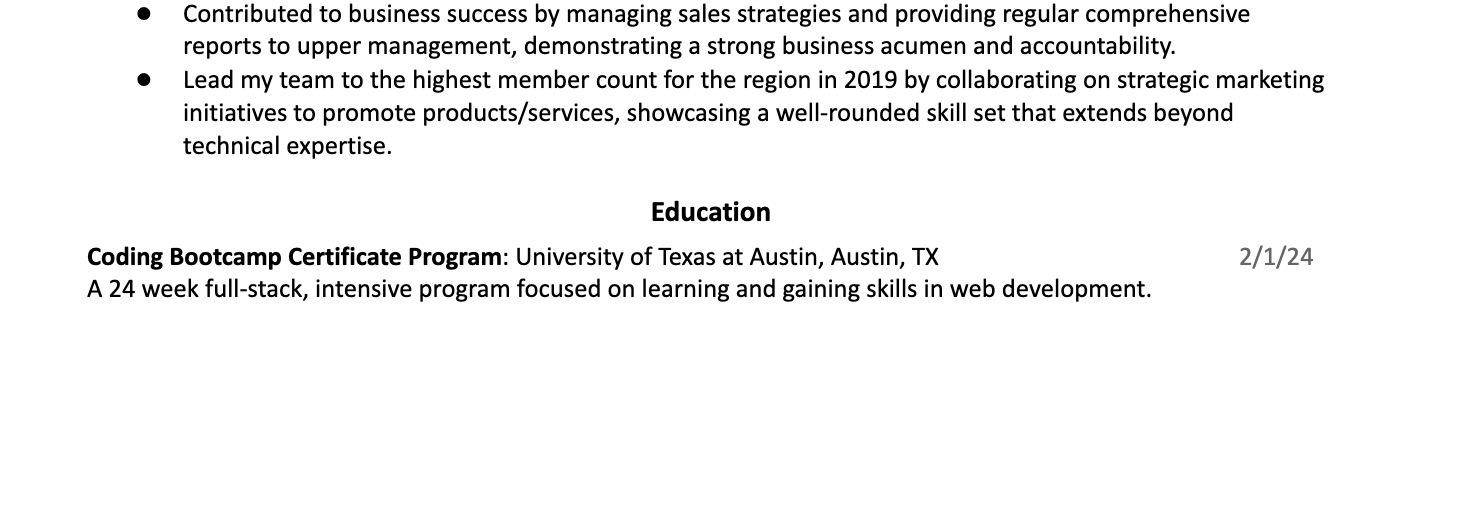 ● Contributed to business success by managing sales strategies and providing regular comprehensive
reports to upper management, demonstrating a strong business acumen and accountability.
● Lead my team to the highest member count for the region in 2019 by collaborating on strategic marketing
initiatives to promote products/services, showcasing a well-rounded skill set that extends beyond
technical expertise.
Education
Coding Bootcamp Certificate Program: University of Texas at Austin, Austin, TX 2/1/24
A 24 week full-stack, intensive program focused on learning and gaining skills in web development.